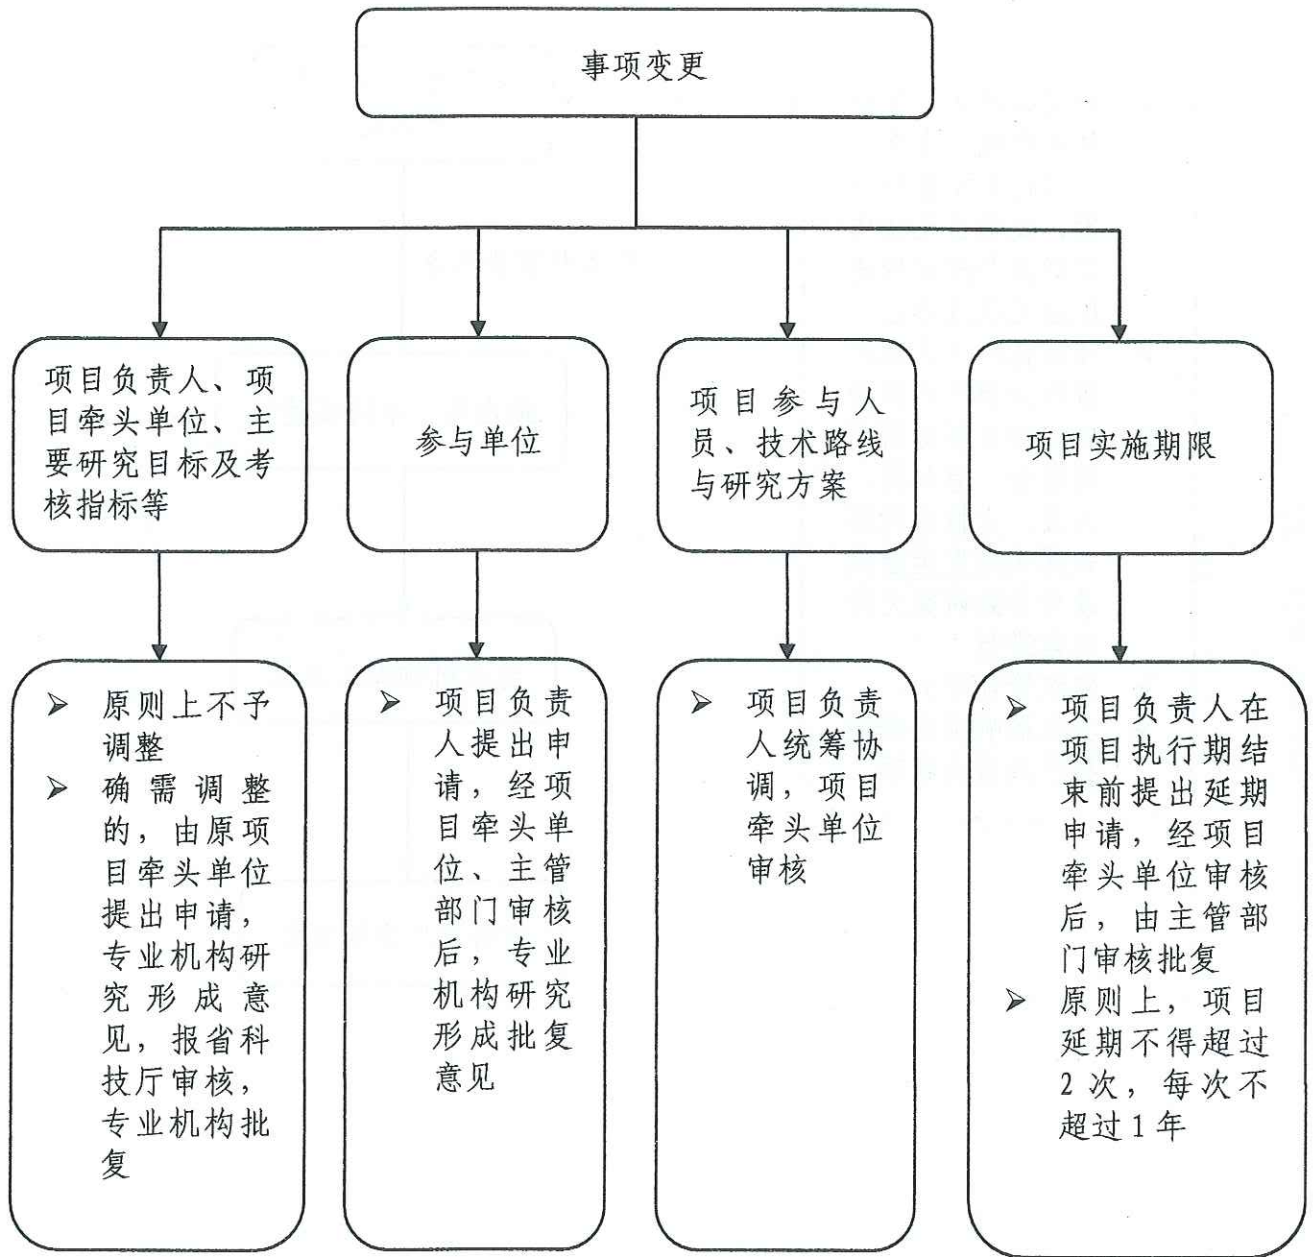 事项变更
项目负责人、项
目牵头单位、主
要研究目标及考
核指标等
参与单位
项目参与人
员、技术路线
与研究方案
项目实施期限
➢ 原则上不予
调整
➢ 确需调整
的，由原项
目牵头单位
提出申请，
专业机构研
究形成意
见，报省科
技厅审核，
专业机构批
复
➢ 项目负责
人提出申
请，经项
目牵头单
位、主管
部门审核
后，专业
机构研究
形成批复
意见
➢ 项目负责
人统筹协
调，项目
牵头单位
审核
➢ 项目负责人在
项目执行期结
束前提出延期
申请，经项目
牵头单位审核
后，由主管部
门审核批复
➢ 原则上，项目
延期不得超过
2次，每次不
超过1年